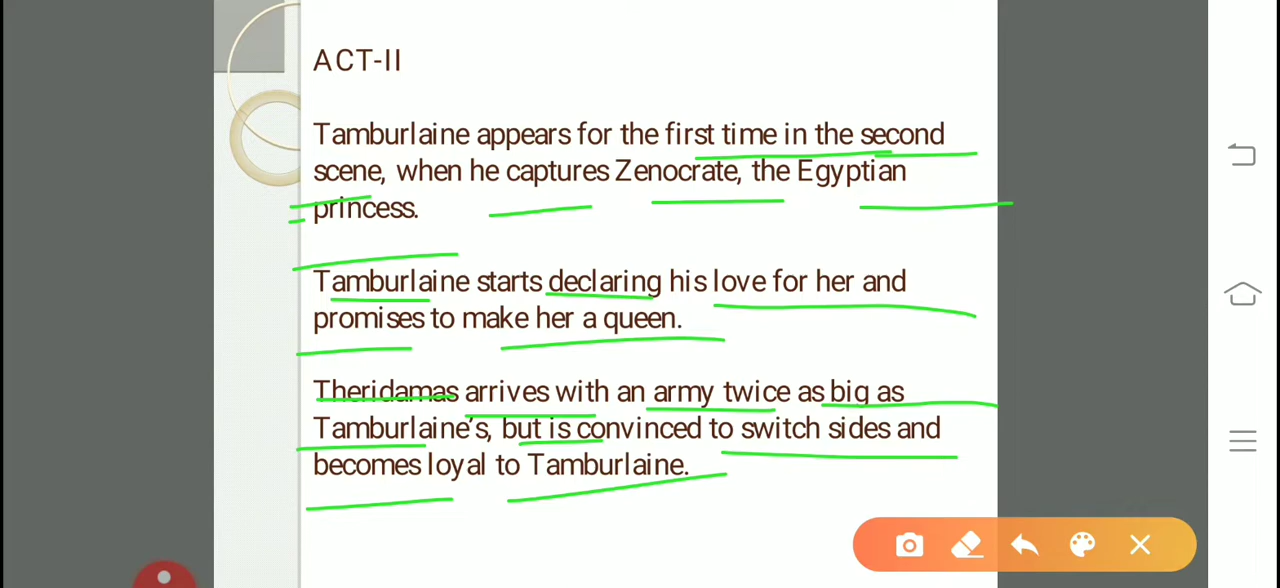 ACT-II
Tamburlaine appears for the first time in the second
scene, when he captures Zenocrate, the Egyptian
princess.
Tamburlaine starts declaring his love for her and
promises to make her a queen.
Theridamas arrives with an army twice as big as
Tamburlaine's, but is convinced to switch sides and
becomes loyal to Tamburlaine.